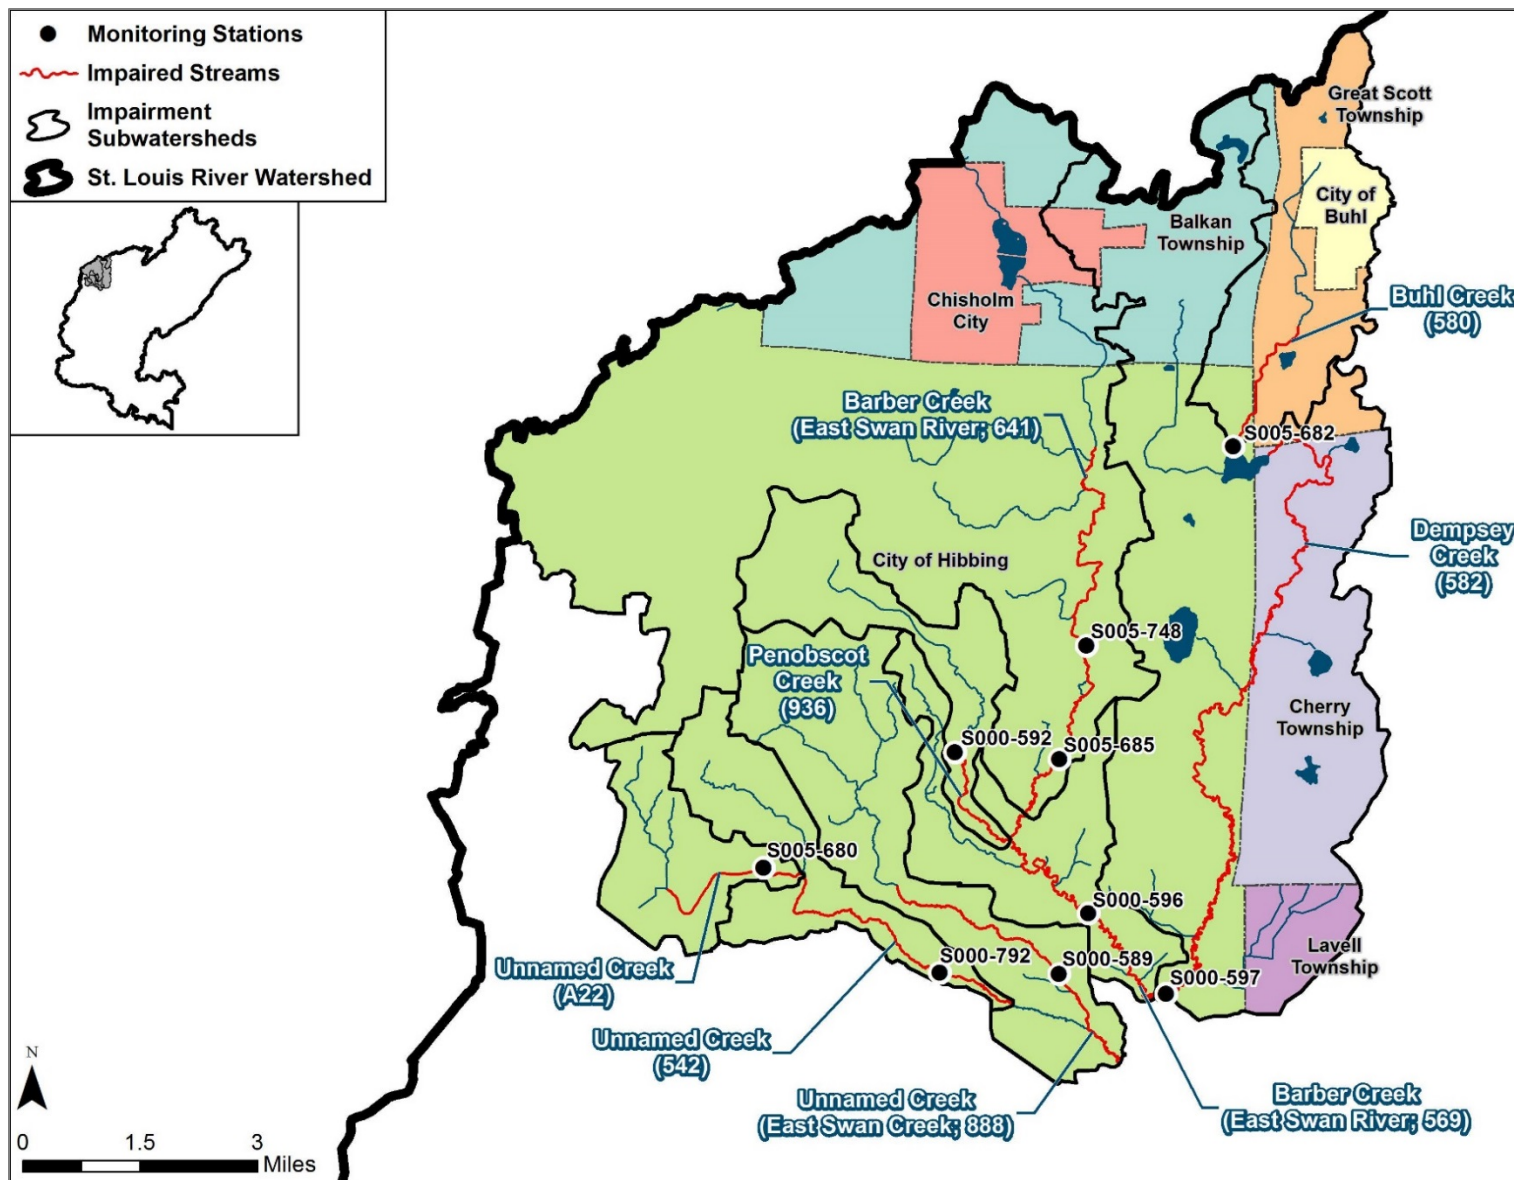 Monitoring Stations
Impaired Streams
Impairment
Subwatersheds
St. Louis River Watershed
Great Scott
Township
City of
Buhl
Balkan
Township
Chisholm
City
Buhl Creek
(580)
Barber Creek
(East Swan River; 641)
S005-682
Dempsey
Creek
(582)
City of Hibbing
S005-748
Penobscot
Creek
(936)
Cherry
Township
S000-592
S005-685
S005-680
S000-596
Lavell
Township
Unnamed Creek
(A22)
S000-792
S000-589
S000-597
Unnamed Creek
(542)
Unnamed Creek
(East Swan Creek; 888)
Barber Creek
(East Swan River; 569)
N
0 1.5 3
Miles